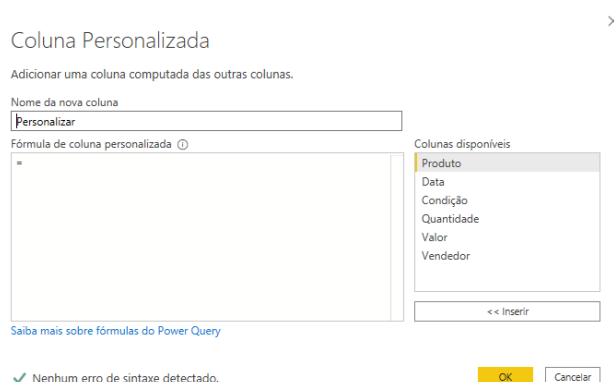 Coluna Personalizada
Adicionar uma coluna computada das outras colunas.
Nome da nova coluna
Personalizar
Fórmula de coluna personalizada
Colunas disponíveis
=
Produto
Data
Condição
Quantidade
Valor
Vendedor
<< Inserir
Saiba mais sobre fórmulas do Power Query
Nenhum erro de sintaxe detectado.
OK
Cancelar